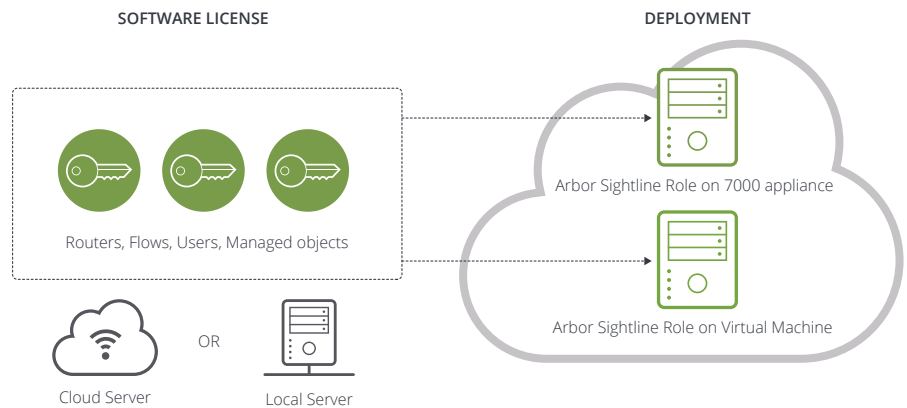 SOFTWARE LICENSE
DEPLOYMENT
Routers, Flows, Users, Managed objects
Arbor Sightline Role on 7000 appliance
Arbor Sightline Role on Virtual Machine
OR
Cloud Server
Local Server